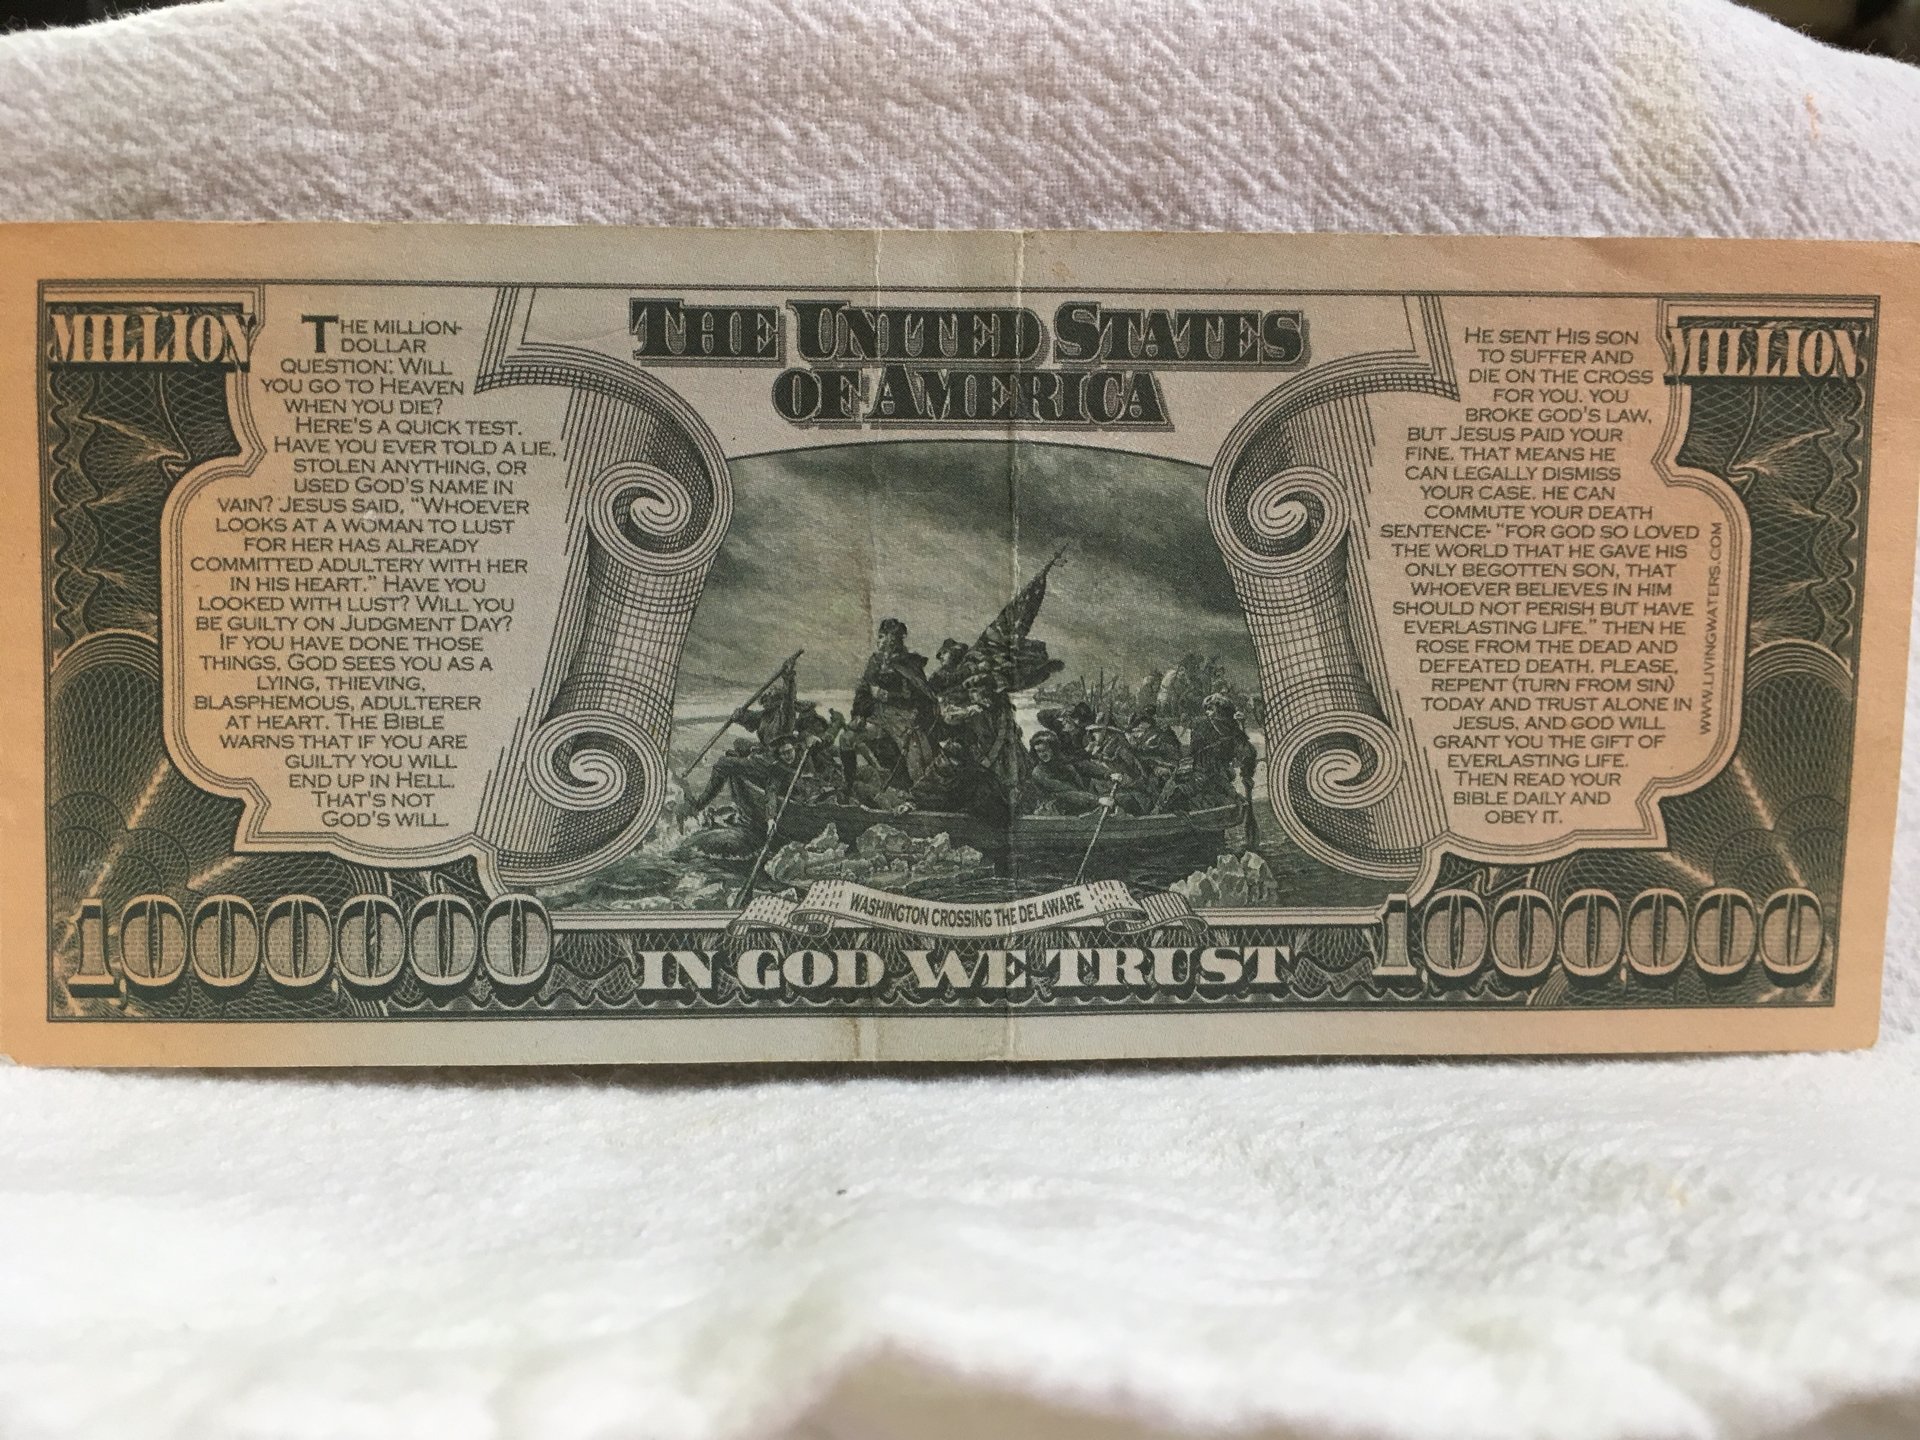 MILLION
THE MILLION-
DOLLAR
QUESTION: WILL
YOU GO TO HEAVEN
WHEN YOU DIE?
HERE'S A QUICK TEST.
HAVE YOU EVER TOLD A LIE,
STOLEN ANYTHING, OR
USED GOD'S NAME IN
VAIN? JESUS SAID, "WHOEVER
LOOKS AT A WOMAN TO LUST
FOR HER HAS ALREADY
COMMITTED ADULTERY WITH HER
IN HIS HEART." HAVE YOU
LOOKED WITH LUST? WILL YOU
BE GUILTY ON JUDGMENT DAY?
IF YOU HAVE DONE THOSE
THINGS, GOD SEES YOU AS A
LYING, THIEVING,
BLASPHEMOUS, ADULTERER
AT HEART. THE BIBLE
WARNS THAT IF YOU ARE
GUILTY YOU WILL
END UP IN HELL.
THAT'S NOT
GOD'S WILL.
1,000,000
THE UNITED STATES
OF AMERICA
WASHINGTON CROSSING THE DELAWARE
IN GOD WE TRUST
MILLION
HE SENT HIS SON
TO SUFFER AND
DIE ON THE CROSS
FOR YOU. YOU
BROKE GOD'S LAW,
BUT JESUS PAID YOUR
FINE. THAT MEANS HE
CAN LEGALLY DISMISS
YOUR CASE. HE CAN
COMMUTE YOUR DEATH
SENTENCE- "FOR GOD SO LOVED
THE WORLD THAT HE GAVE HIS
ONLY BEGOTTEN SON, THAT
WHOEVER BELIEVES IN HIM
SHOULD NOT PERISH BUT HAVE
EVERLASTING LIFE." THEN HE
ROSE FROM THE DEAD AND
DEFEATED DEATH. PLEASE,
REPENT (TURN FROM SIN)
TODAY AND TRUST ALONE IN
JESUS, AND GOD WILL
GRANT YOU THE GIFT OF
EVERLASTING LIFE.
THEN READ YOUR
BIBLE DAILY AND
OBEY IT.
WWW.LIVINGWATERS.COM
1,000000